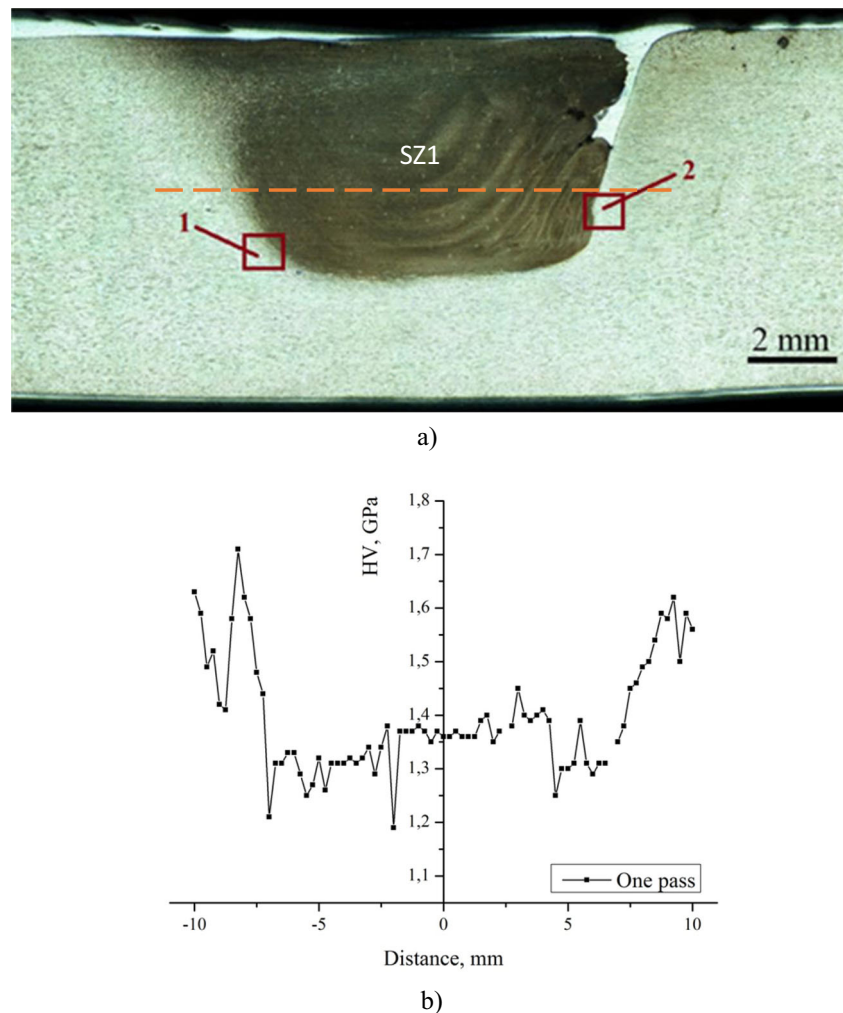 SZ1
1
2
2 mm
a)
HV, GPa
1,8
1,7
1,6
1,5
1,4
1,3
1,2
1,1
One pass
-10 -5 0 5 10
Distance, mm
b)